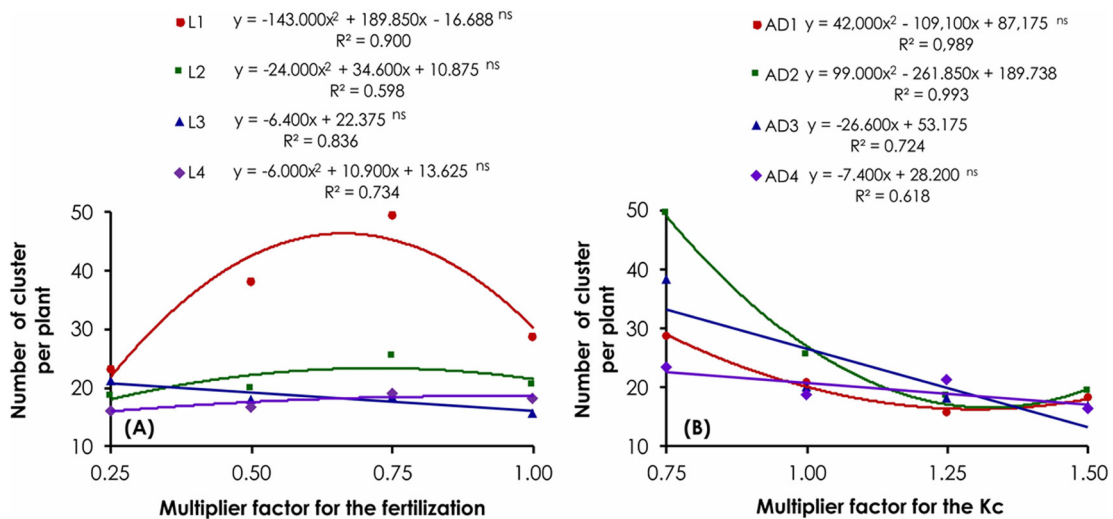 L1 y = -143.000x² + 189.850x - 16.688 ns
R² = 0.900
L2 y = -24.000x² + 34.600x + 10.875 ns
R² = 0.598
L3 y = -6.400x + 22.375 ns
R² = 0.836
L4 y = -6.000x² + 10.900x + 13.625 ns
R² = 0.734
Number of cluster
per plant
50
40
30
20
10
(A)
0.25 0.50 0.75 1.00
Multiplier factor for the fertilization
AD1 y = 42,000x² - 109,100x + 87,175 ns
R² = 0,989
AD2 y = 99.000x² - 261.850x + 189.738
R² = 0.993
AD3 y = -26.600x + 53.175
R² = 0.724
AD4 y = -7.400x + 28.200 ns
R² = 0.618
Number of cluster
per plant
50
40
30
20
10
(B)
0.75 1.00 1.25 1.50
Multiplier factor for the Kc